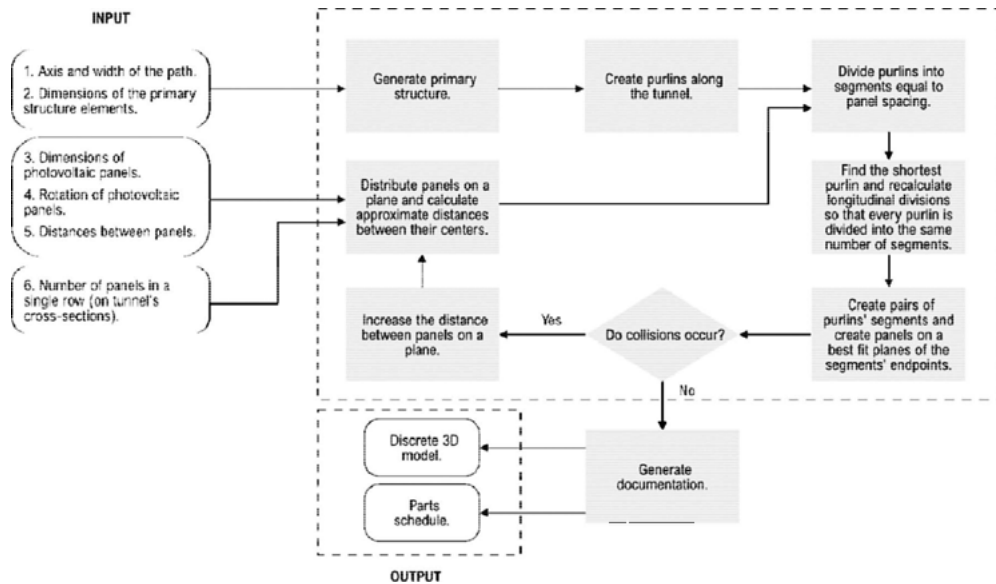 INPUT
1. Axis and width of the path.
2. Dimensions of the primary
structure elements.
3. Dimensions of
photovoltaic panels.
4. Rotation of photovoltaic
panels.
5. Distances between panels.
6. Number of panels in a
single row (on tunnel's
cross-sections).
Generate primary
structure.
Create purlins along
the tunnel.
Divide purlins into
segments equal to
panel spacing.
Distribute panels on a
plane and calculate
approximate distances
between their centers.
Find the shortest
purlin and recalculate
longitudinal divisions
so that every purlin is
divided into the same
number of segments.
Increase the distance
between panels on a
plane.
Yes
Do collisions occur?
Create pairs of
purlins' segments and
create panels on a
best fit planes of the
segments' endpoints.
No
Discrete 3D
model.
Parts
schedule.
Generate
documentation.
OUTPUT